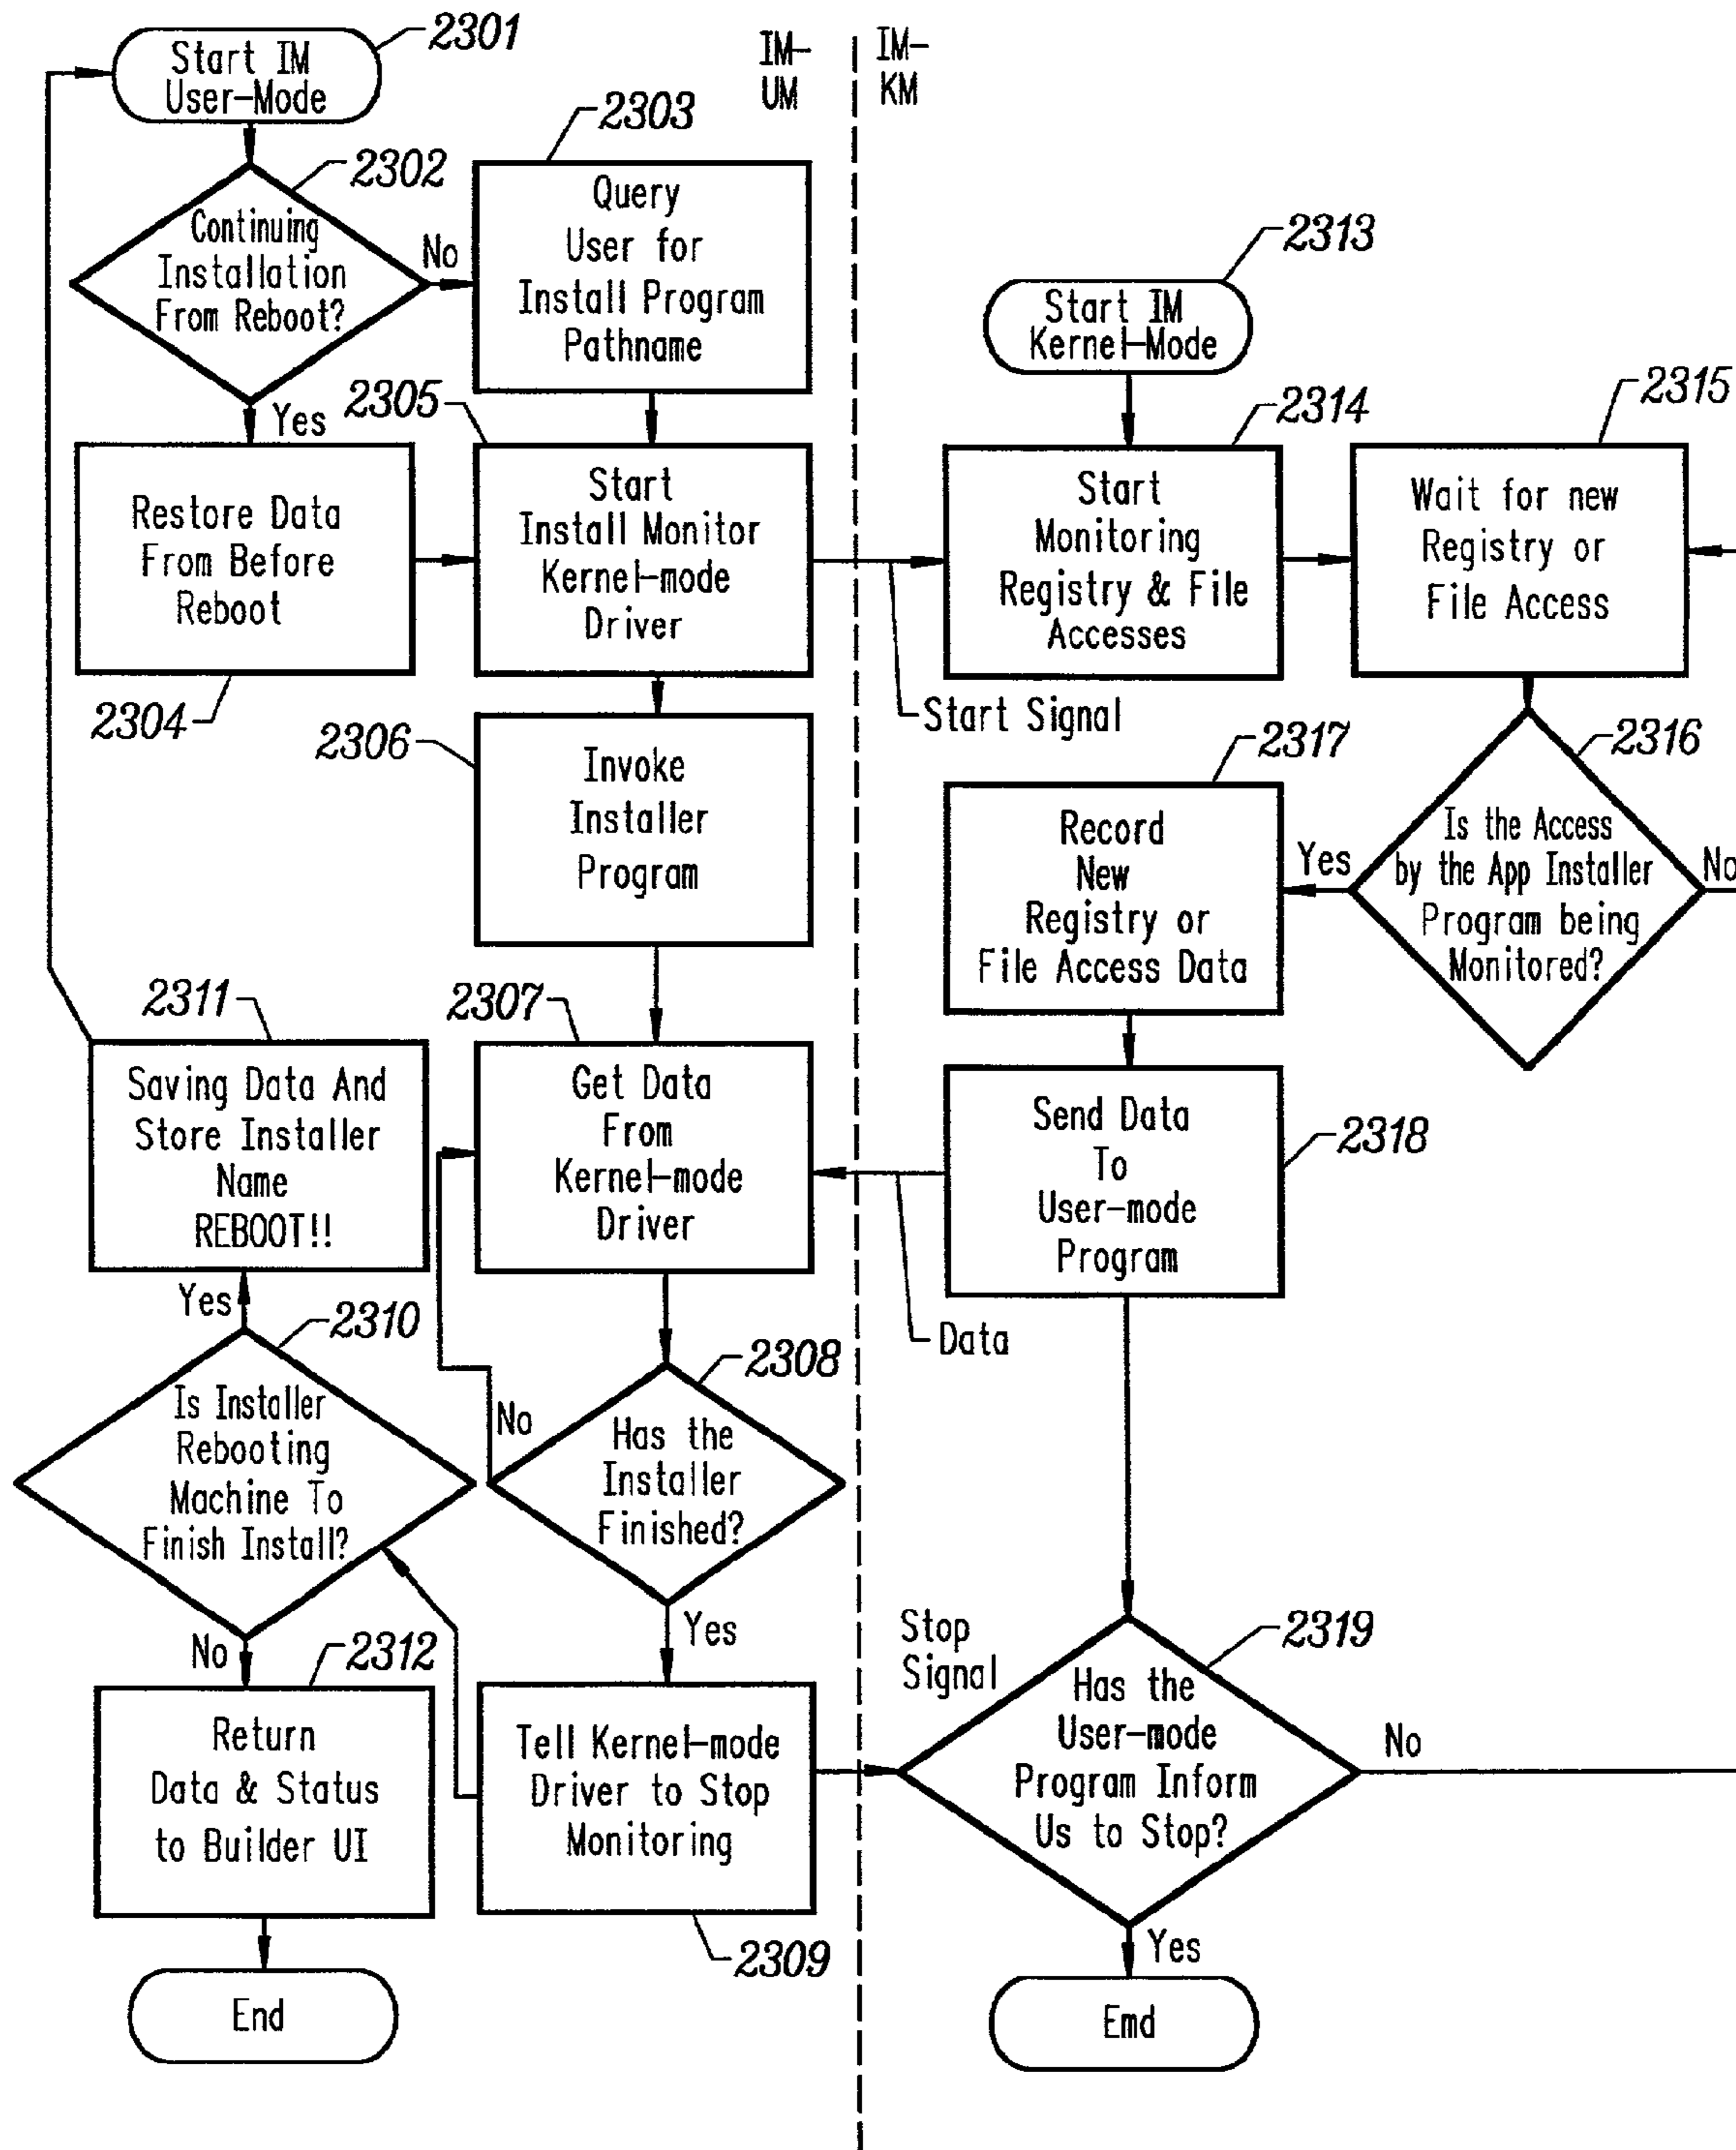 2301
Start IM
User-Mode
IM-
UM
IM-
KM
2302
Continuing
Installation
From Reboot?
No
Yes
2303
Query
User for
Install Program
Pathname
2304
Restore Data
From Before
Reboot
2305
Start
Install Monitor
Kernel-mode
Driver
Start Signal
2306
Invoke
Installer
Program
2307
Get Data
From
Kernel-mode
Driver
Data
2308
Has the
Installer
Finished?
No
Yes
2309
Tell Kernel-mode
Driver to Stop
Monitoring
Stop
Signal
2310
Is Installer
Rebooting
Machine To
Finish Install?
Yes
No
2311
Saving Data And
Store Installer
Name
REBOOT!!
2312
Return
Data & Status
to Builder UI
End
2313
Start IM
Kernel-Mode
2314
Start
Monitoring
Registry & File
Accesses
2315
Wait for new
Registry or
File Access
2316
Is the Access
by the App Installer
Program being
Monitored?
Yes
No
2317
Record
New
Registry or
File Access Data
2318
Send Data
To
User-mode
Program
2319
Has the
User-mode
Program Inform
Us to Stop?
No
Yes
Emd